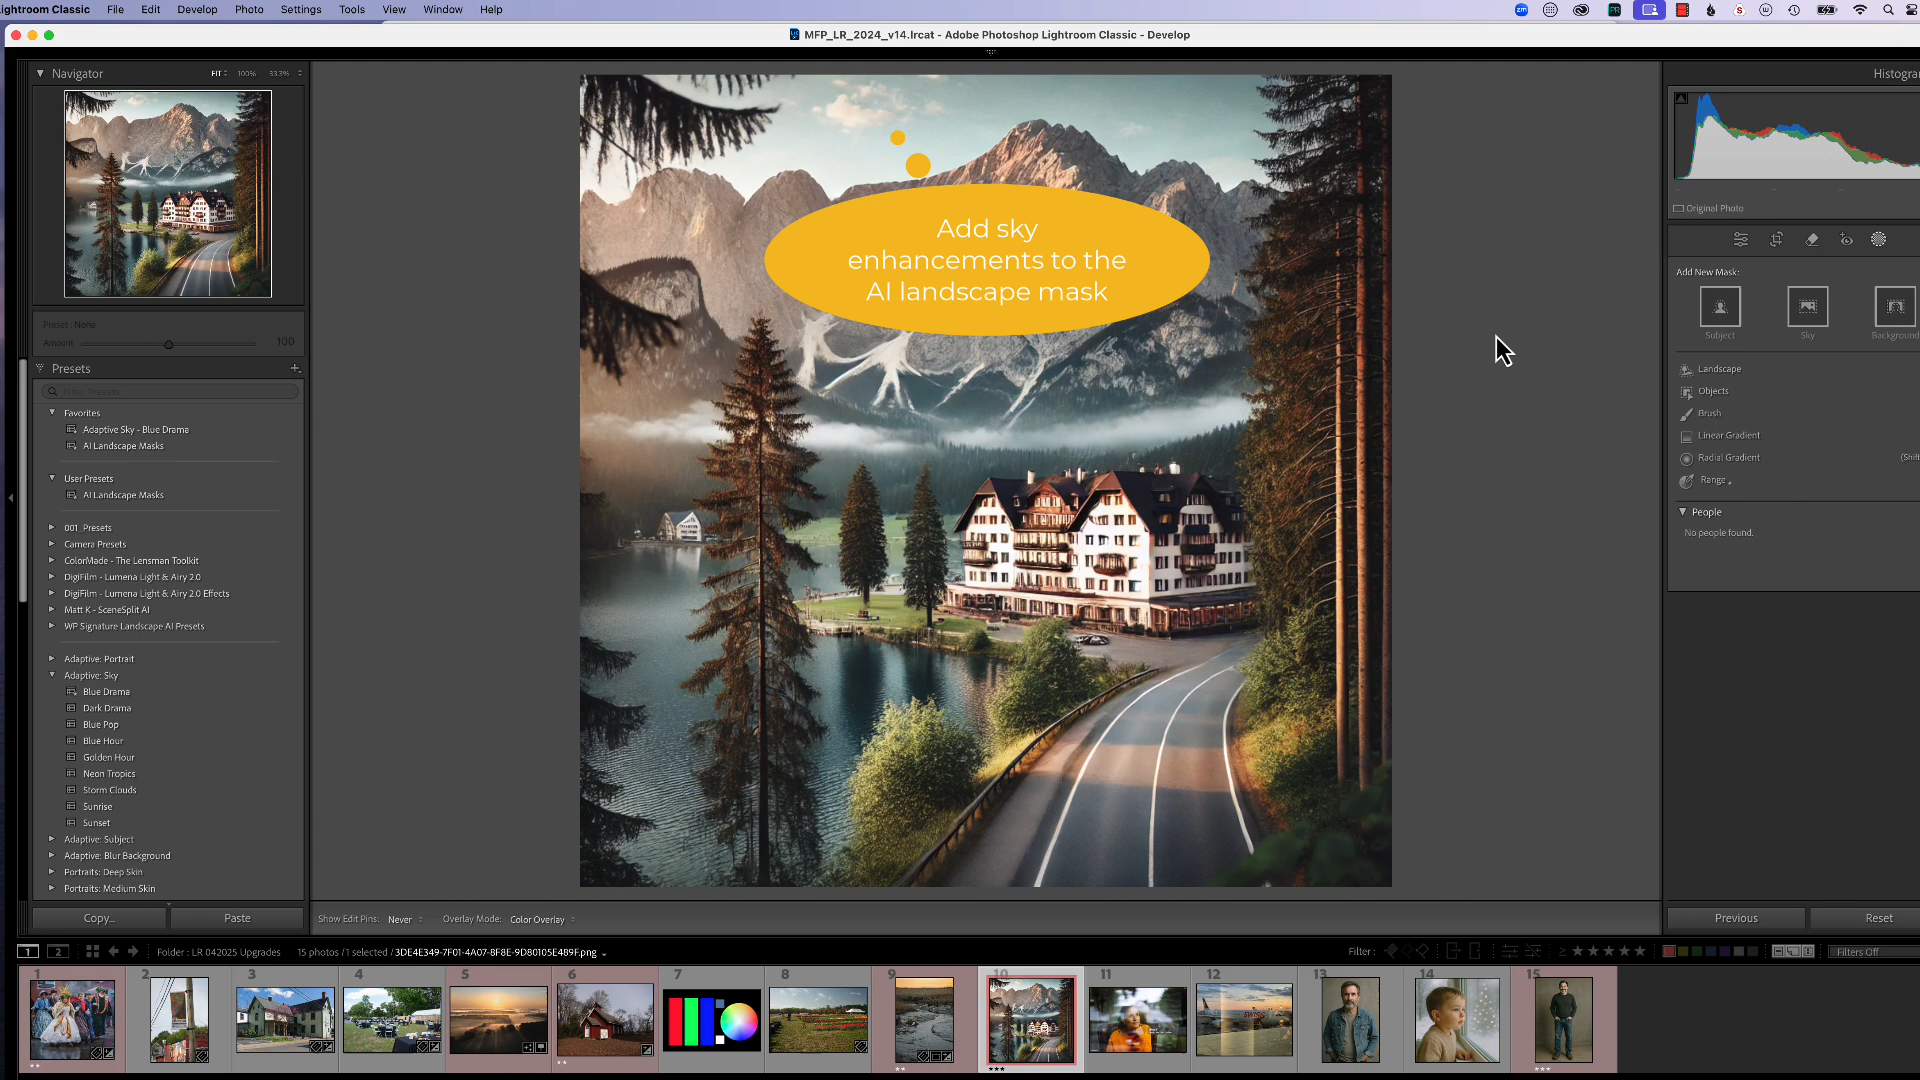 Lightroom Classic File Edit Develop Photo Settings Tools View Window Help
MFP_LR_2024_v14.lrcat - Adobe Photoshop Lightroom Classic - Develop
Navigator FIT 100% 33.3%
Preset: None
Amount 100
Presets
Filter Presets
Favorites
Adaptive Sky - Blue Drama
AI Landscape Masks
User Presets
AI Landscape Masks
001_Presets
Camera Presets
ColorMade - The Lensman Toolkit
DigiFilm - Lumena Light & Airy 2.0
DigiFilm - Lumena Light & Airy 2.0 Effects
Matt K - SceneSplit AI
WP Signature Landscape AI Presets
Adaptive: Portrait
Adaptive: Sky
Blue Drama
Dark Drama
Blue Pop
Blue Hour
Golden Hour
Neon Tropics
Storm Clouds
Sunrise
Sunset
Adaptive: Subject
Adaptive: Blur Background
Portraits: Deep Skin
Portraits: Medium Skin
Copy... Paste
Add sky
enhancements to the
AI landscape mask
Histogra
Original Photo
Add New Mask:
Subject Sky Background
Landscape
Objects
Brush
Linear Gradient
Radial Gradient (Shif
Range
People
No people found.
Previous Reset
Show Edit Pins: Never Overlay Mode: Color Overlay
1 2 Folder : LR 042025 Upgrades 15 photos /1 selected /3DE4E349-7F01-4A07-8F8E-9D80105E489F.png Filter : Filters Off
1 2 3 4 5 6 7 8 9 10 11 12 13 14 15
SWISS